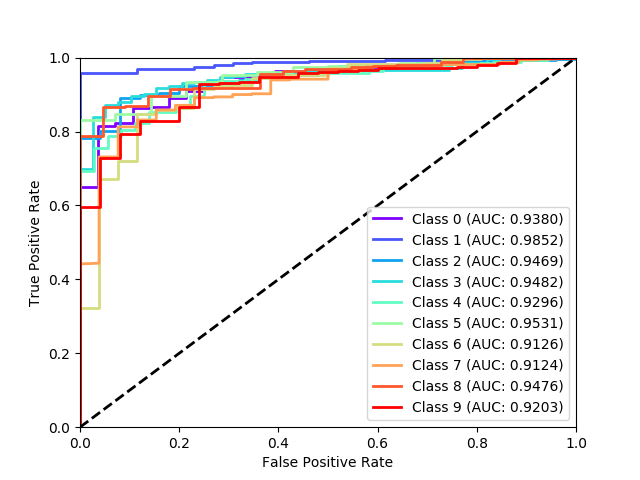 1.0
0.8
0.6
0.4
0.2
0.0
True Positive Rate
Class 0 (AUC: 0.9380)
Class 1 (AUC: 0.9852)
Class 2 (AUC: 0.9469)
Class 3 (AUC: 0.9482)
Class 4 (AUC: 0.9296)
Class 5 (AUC: 0.9531)
Class 6 (AUC: 0.9126)
Class 7 (AUC: 0.9124)
Class 8 (AUC: 0.9476)
Class 9 (AUC: 0.9203)
0.0 0.2 0.4 0.6 0.8 1.0
False Positive Rate